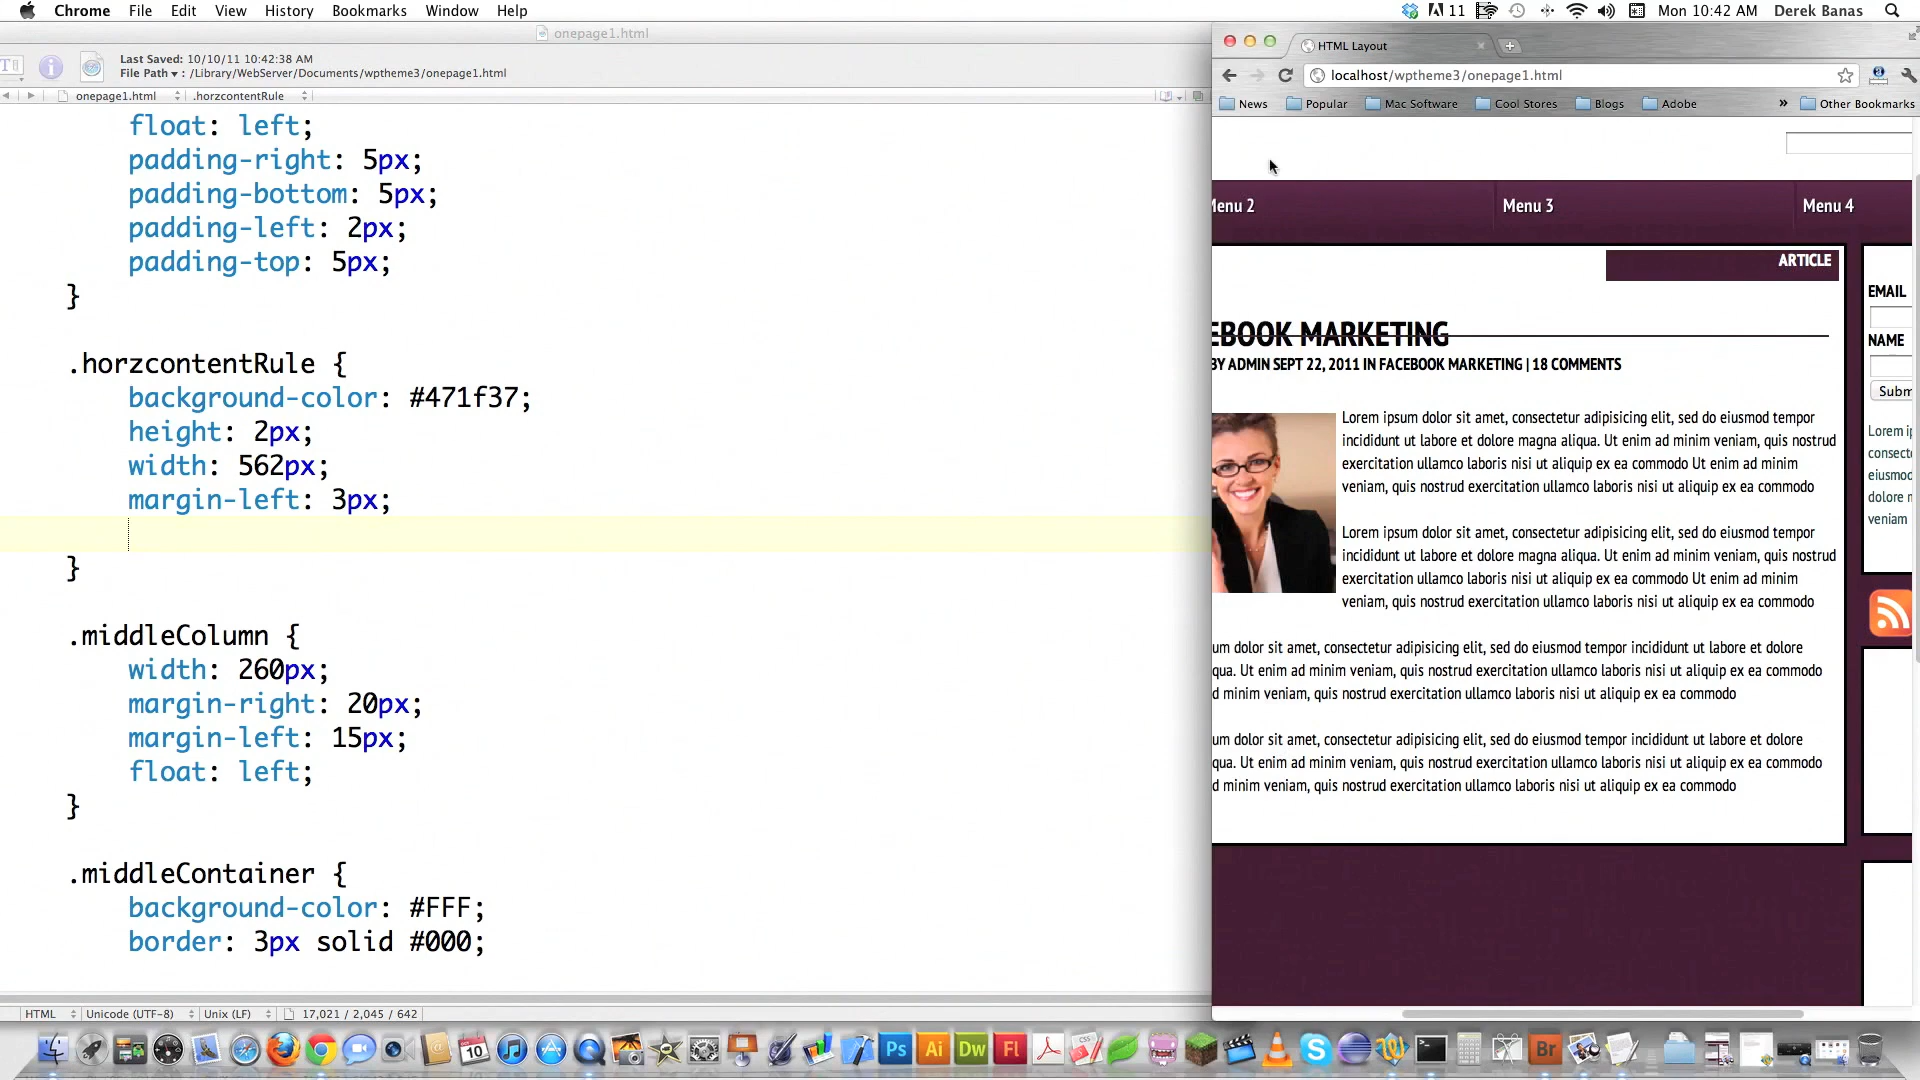 Chrome File Edit View History Bookmarks Window Help
11 Mon 10:42 AM Derek Banas
onepage1.html
Last Saved: 10/10/11 10:42:38 AM
File Path ▾ : /Library/WebServer/Documents/wptheme3/onepage1.html
onepage1.html .horzcontentRule
float: left;
padding-right: 5px;
padding-bottom: 5px;
padding-left: 2px;
padding-top: 5px;
}
.horzcontentRule {
background-color: #471f37;
height: 2px;
width: 562px;
margin-left: 3px;
}
.middleColumn {
width: 260px;
margin-right: 20px;
margin-left: 15px;
float: left;
}
.middleContainer {
background-color: #FFF;
border: 3px solid #000;
HTML Unicode (UTF-8) Unix (LF) 17,021 / 2,045 / 642
HTML Layout
localhost/wptheme3/onepage1.html
News Popular Mac Software Cool Stores Blogs Adobe » Other Bookmarks
Menu 2 Menu 3 Menu 4
ARTICLE
EBOOK MARKETING
BY ADMIN SEPT 22, 2011 IN FACEBOOK MARKETING | 18 COMMENTS
Lorem ipsum dolor sit amet, consectetur adipisicing elit, sed do eiusmod tempor
incididunt ut labore et dolore magna aliqua. Ut enim ad minim veniam, quis nostrud
exercitation ullamco laboris nisi ut aliquip ex ea commodo Ut enim ad minim
veniam, quis nostrud exercitation ullamco laboris nisi ut aliquip ex ea commodo
Lorem ipsum dolor sit amet, consectetur adipisicing elit, sed do eiusmod tempor
incididunt ut labore et dolore magna aliqua. Ut enim ad minim veniam, quis nostrud
exercitation ullamco laboris nisi ut aliquip ex ea commodo Ut enim ad minim
veniam, quis nostrud exercitation ullamco laboris nisi ut aliquip ex ea commodo
um dolor sit amet, consectetur adipisicing elit, sed do eiusmod tempor incididunt ut labore et dolore
qua. Ut enim ad minim veniam, quis nostrud exercitation ullamco laboris nisi ut aliquip ex ea commodo
d minim veniam, quis nostrud exercitation ullamco laboris nisi ut aliquip ex ea commodo
um dolor sit amet, consectetur adipisicing elit, sed do eiusmod tempor incididunt ut labore et dolore
qua. Ut enim ad minim veniam, quis nostrud exercitation ullamco laboris nisi ut aliquip ex ea commodo
d minim veniam, quis nostrud exercitation ullamco laboris nisi ut aliquip ex ea commodo
EMAIL
NAME
Subm
Lorem ip
consecte
eiusmod
dolore m
veniam
10 Ps Ai Dw Fl Br